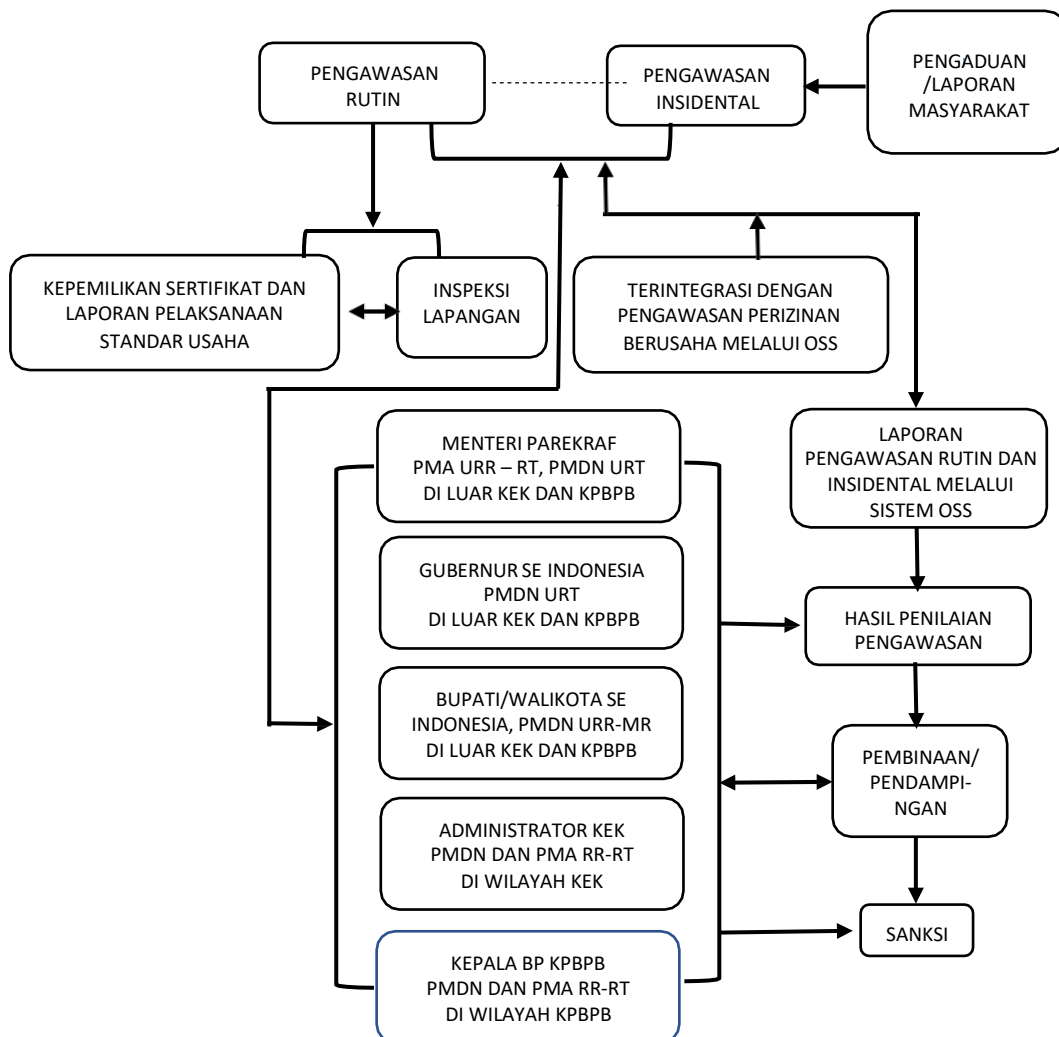 PENGAWASAN
RUTIN
PENGAWASAN
INSIDENTAL
PENGADUAN
/LAPORAN
MASYARAKAT
KEPEMILIKAN SERTIFIKAT DAN
LAPORAN PELAKSANAAN
STANDAR USAHA
INSPEKSI
LAPANGAN
TERINTEGRASI DENGAN
PENGAWASAN PERIZINAN
BERUSAHA MELALUI OSS
MENTERI PAREKRAF
PMA URR – RT, PMDN URT
DI LUAR KEK DAN KPBPB
LAPORAN
PENGAWASAN RUTIN DAN
INSIDENTAL MELALUI
SISTEM OSS
GUBERNUR SE INDONESIA
PMDN URT
DI LUAR KEK DAN KPBPB
HASIL PENILAIAN
PENGAWASAN
BUPATI/WALIKOTA SE
INDONESIA, PMDN URR-MR
DI LUAR KEK DAN KPBPB
PEMBINAAN/
PENDAMPI-
NGAN
ADMINISTRATOR KEK
PMDN DAN PMA RR-RT
DI WILAYAH KEK
SANKSI
KEPALA BP KPBPB
PMDN DAN PMA RR-RT
DI WILAYAH KPBPB